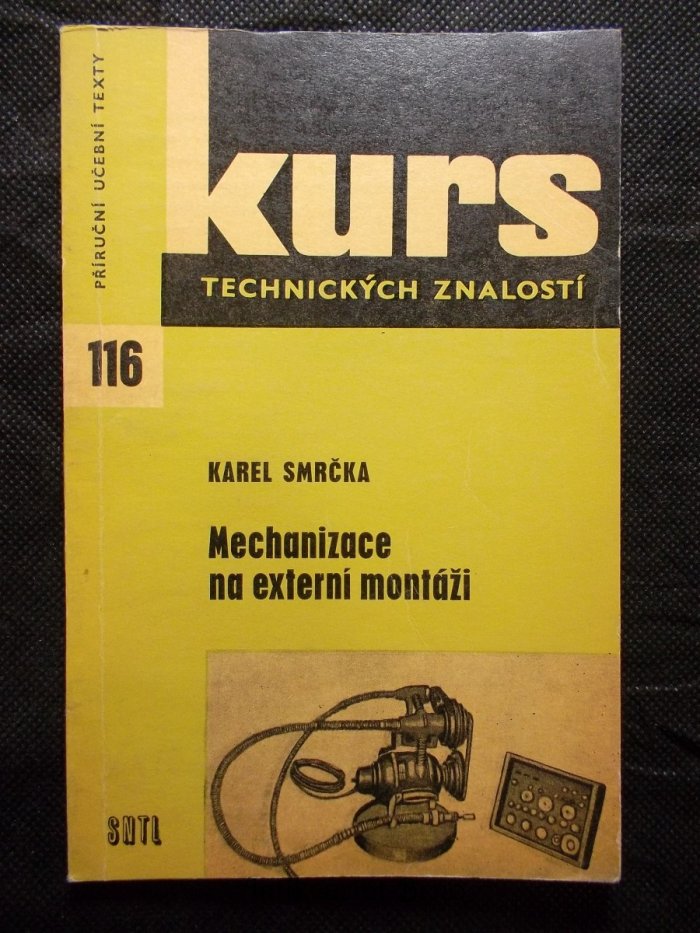 PŘÍRUČNÍ UČEBNÍ TEXTY
kurs
TECHNICKÝCH ZNALOSTÍ
116
KAREL SMRČKA
Mechanizace
na externí montáži
SNTL